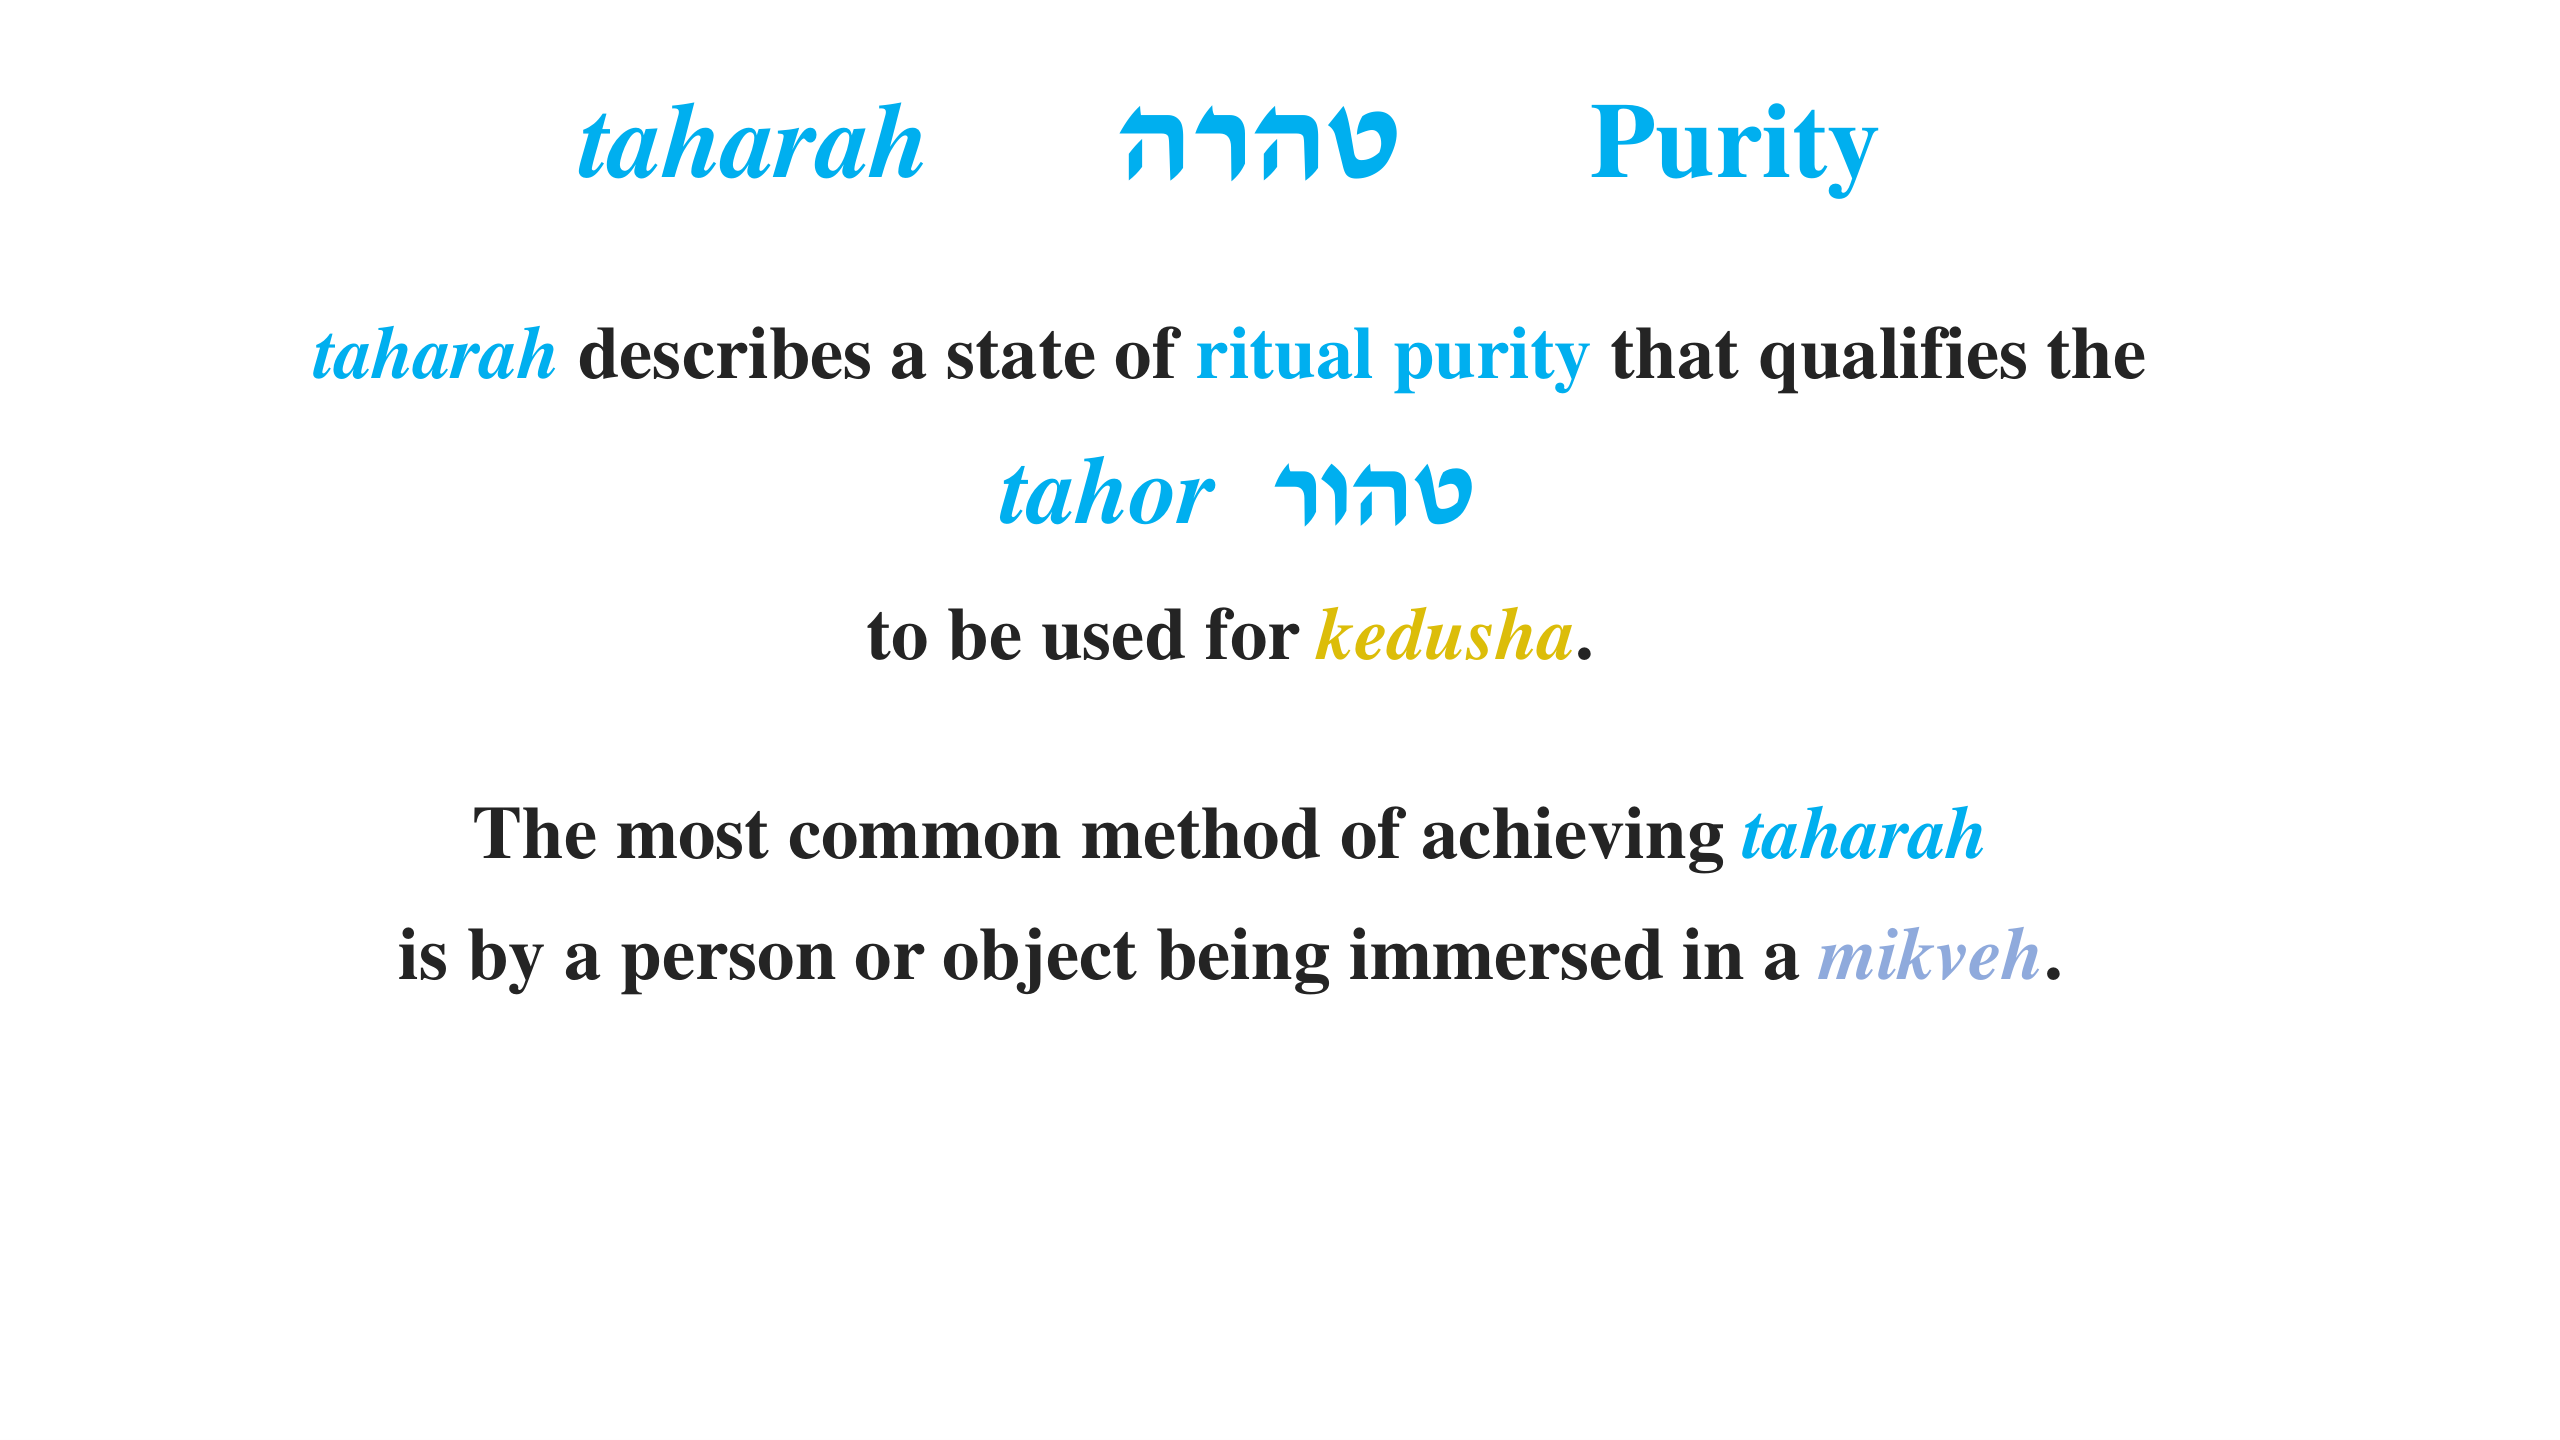 taharah טהרה Purity
taharah describes a state of ritual purity that qualifies the
tahor טהור
to be used for kedusha.
The most common method of achieving taharah
is by a person or object being immersed in a mikveh.